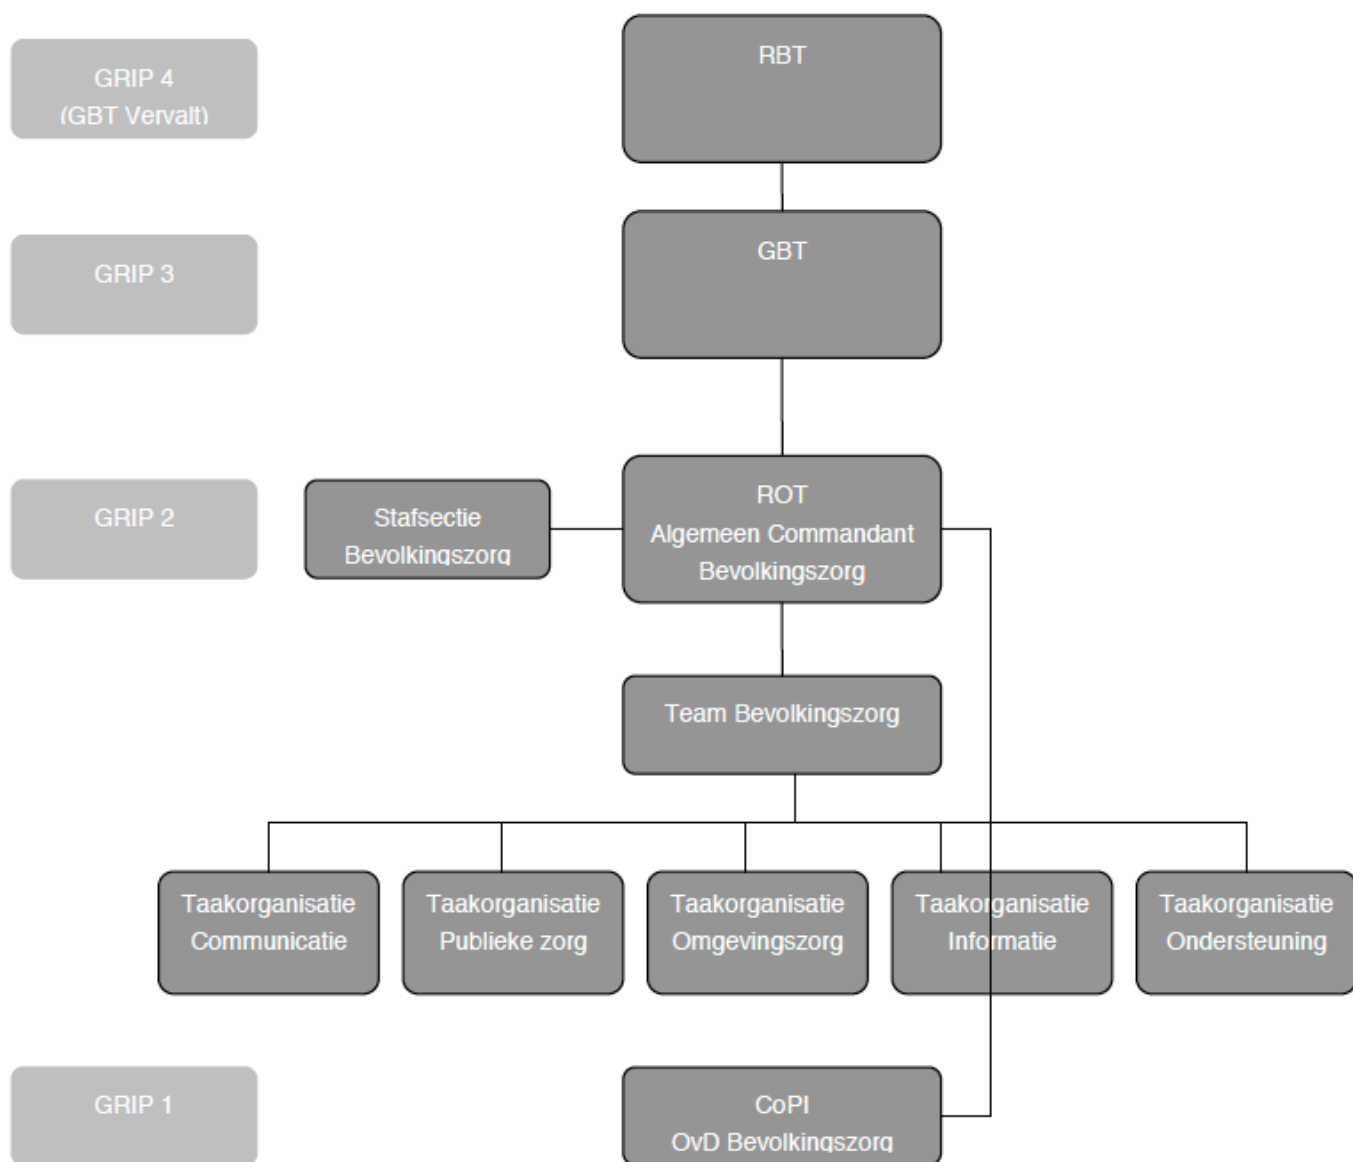 RBT
GRIP 4
(GBT Vervalt)
GBT
GRIP 3
ROT
Algemeen Commandant
Bevolkingszorg
Stafsectie
Bevolkingszorg
GRIP 2
Team Bevolkingszorg
Taakorganisatie
Communicatie
Taakorganisatie
Publieke zorg
Taakorganisatie
Omgevingszorg
Taakorganisatie
Informatie
Taakorganisatie
Ondersteuning
GRIP 1
CoPI
OvD Bevolkingszorg